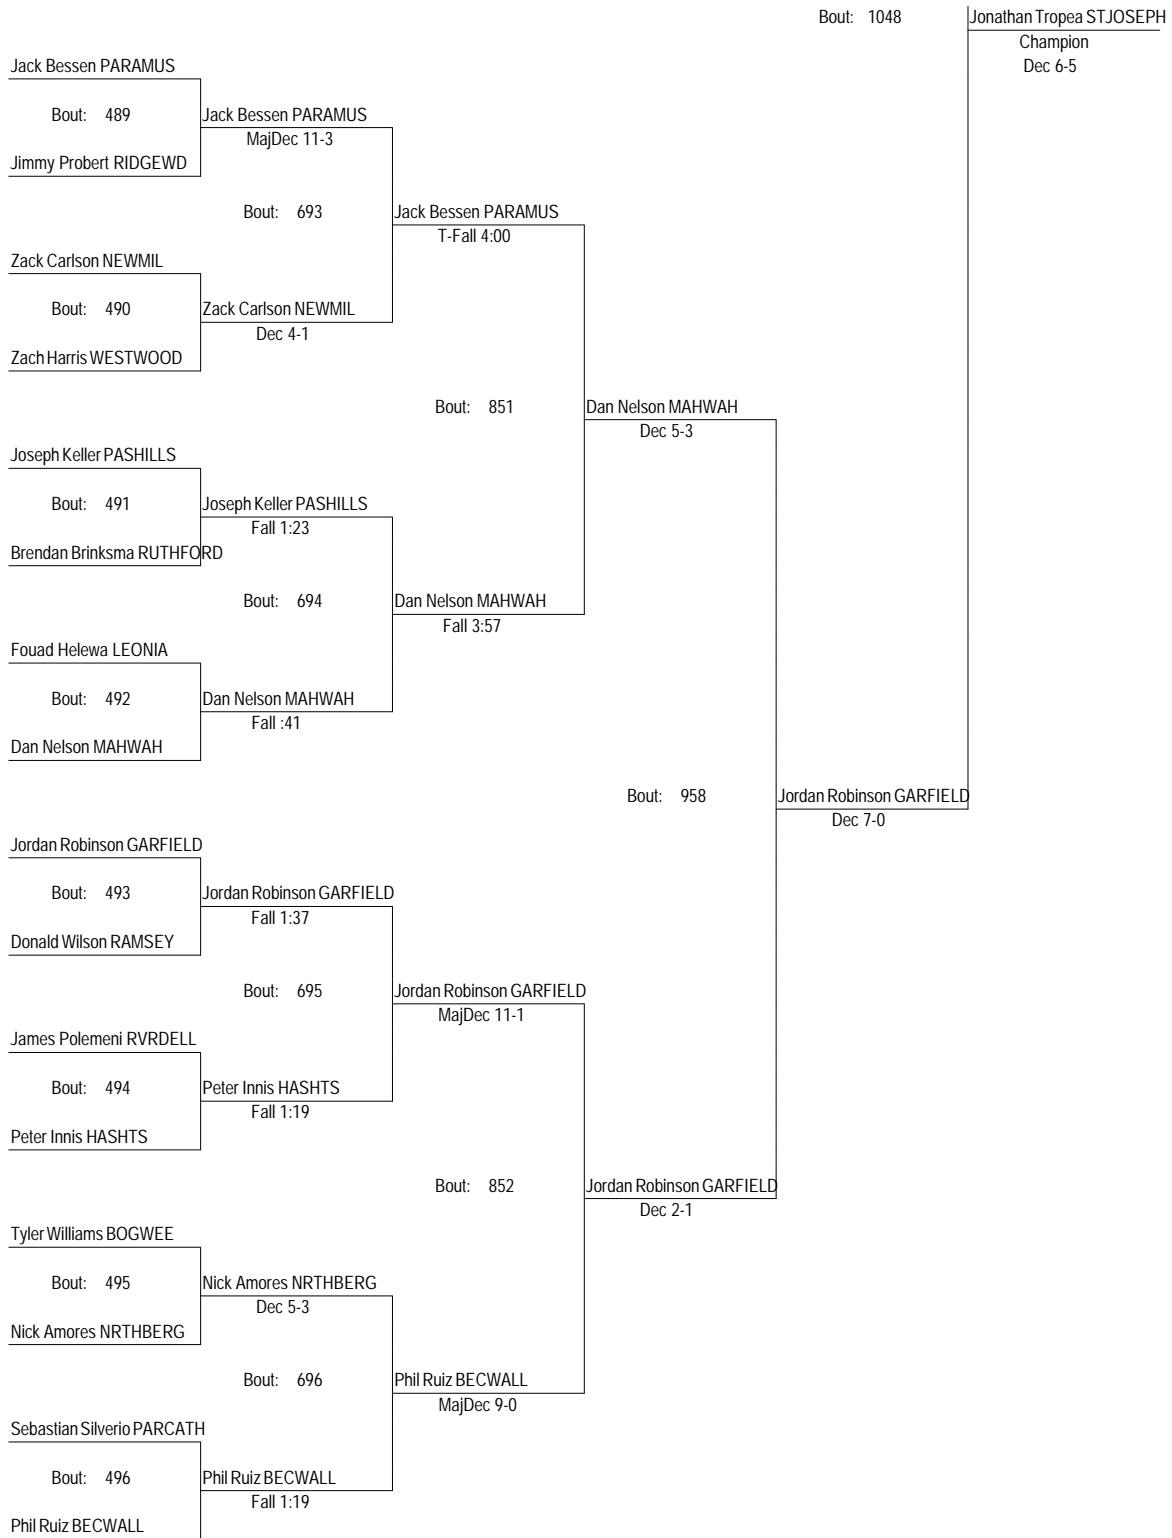 Bout: 1048
Jonathan Tropea STJOSEPH
Champion
Dec 6-5
Jack Bessen PARAMUS
Bout: 489
Jack Bessen PARAMUS
MajDec 11-3
Jimmy Probert RIDGEWD
Bout: 693
Jack Bessen PARAMUS
T-Fall 4:00
Zack Carlson NEWMIL
Bout: 490
Zack Carlson NEWMIL
Dec 4-1
Zach Harris WESTWOOD
Bout: 851
Dan Nelson MAHWAH
Dec 5-3
Joseph Keller PASHILLS
Bout: 491
Joseph Keller PASHILLS
Fall 1:23
Brendan Brinksma RUTHFORD
Bout: 694
Dan Nelson MAHWAH
Fall 3:57
Fouad Helewa LEONIA
Bout: 492
Dan Nelson MAHWAH
Fall :41
Dan Nelson MAHWAH
Bout: 958
Jordan Robinson GARFIELD
Dec 7-0
Jordan Robinson GARFIELD
Bout: 493
Jordan Robinson GARFIELD
Fall 1:37
Donald Wilson RAMSEY
Bout: 695
Jordan Robinson GARFIELD
MajDec 11-1
James Polemeni RVRDELL
Bout: 494
Peter Innis HASHTS
Fall 1:19
Peter Innis HASHTS
Bout: 852
Jordan Robinson GARFIELD
Dec 2-1
Tyler Williams BOGWEE
Bout: 495
Nick Amores NRTHBERG
Dec 5-3
Nick Amores NRTHBERG
Bout: 696
Phil Ruiz BECWALL
MajDec 9-0
Sebastian Silverio PARCATH
Bout: 496
Phil Ruiz BECWALL
Fall 1:19
Phil Ruiz BECWALL